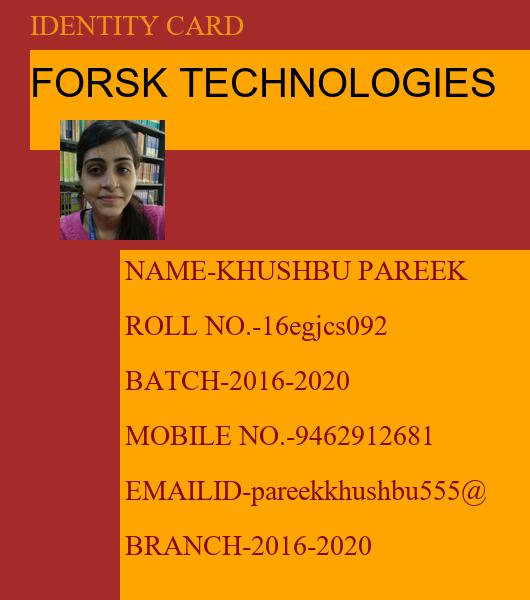 IDENTITY CARD
FORSK TECHNOLOGIES
NAME-KHUSHBU PAREEK
ROLL NO.-16egjcs092
BATCH-2016-2020
MOBILE NO.-9462912681
EMAILID-pareekkhushbu555@
BRANCH-2016-2020